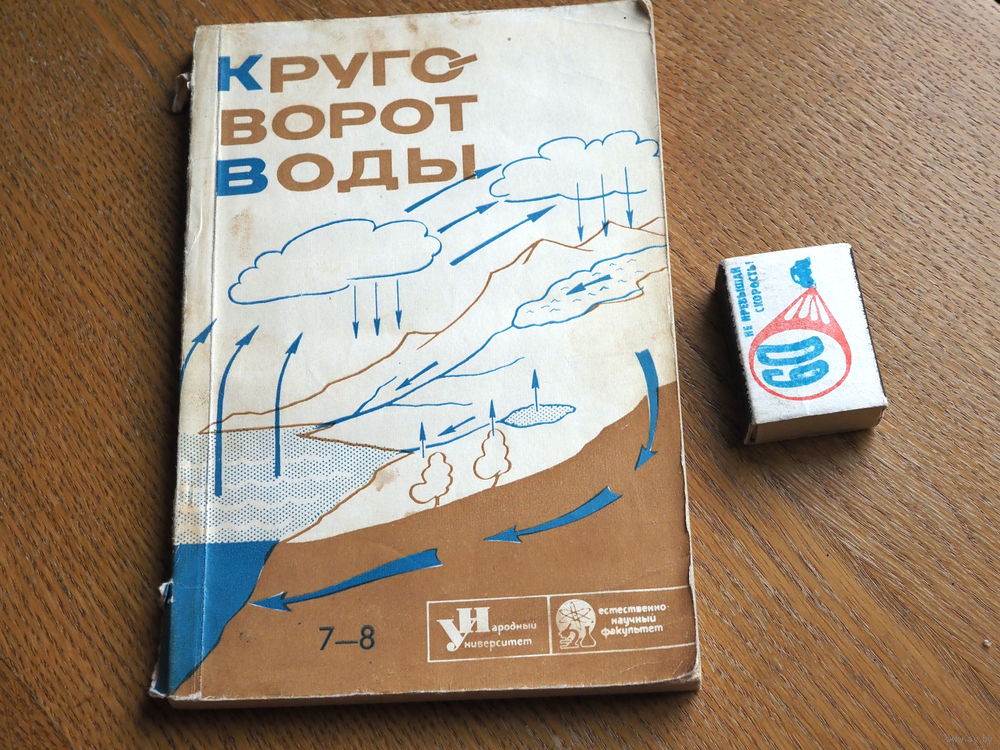 КРУГО-
ВОРОТ
ВОДЫ
7—8
Народный
Университет
естественно-
научный
факультет
НЕ ПРЕВЫШАЙ
СКОРОСТЬ!
60